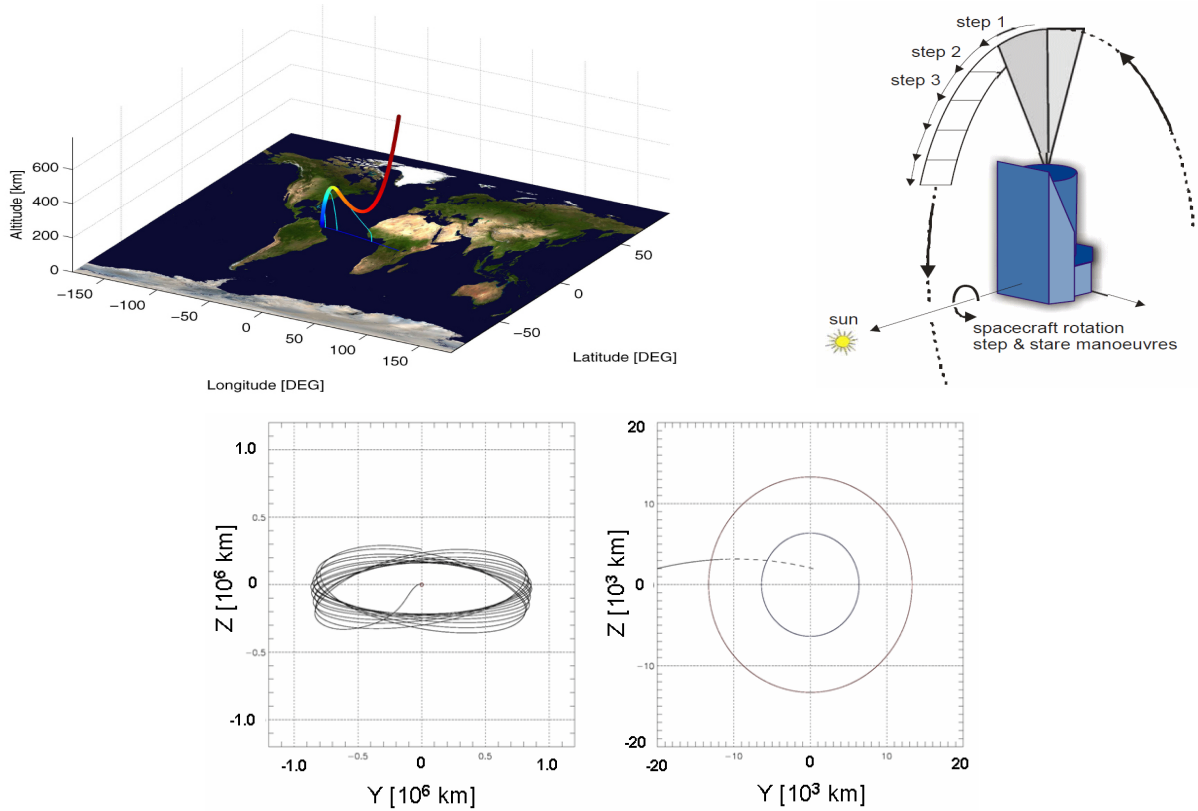 600
400
200
0
Altitude [km]
−150
−100
−50
0
50
100
150
Longitude [DEG]
50
0
−50
Latitude [DEG]
step 1
step 2
step 3
sun
spacecraft rotation
step & stare manoeuvres
1.0
0.5
0
−0.5
-1.0
Z [10⁶ km]
-1.0
−0.5
0
0.5
1.0
Y [10⁶ km]
20
10
0
−10
-20
Z [10³ km]
-20
−10
0
10
20
Y [10³ km]